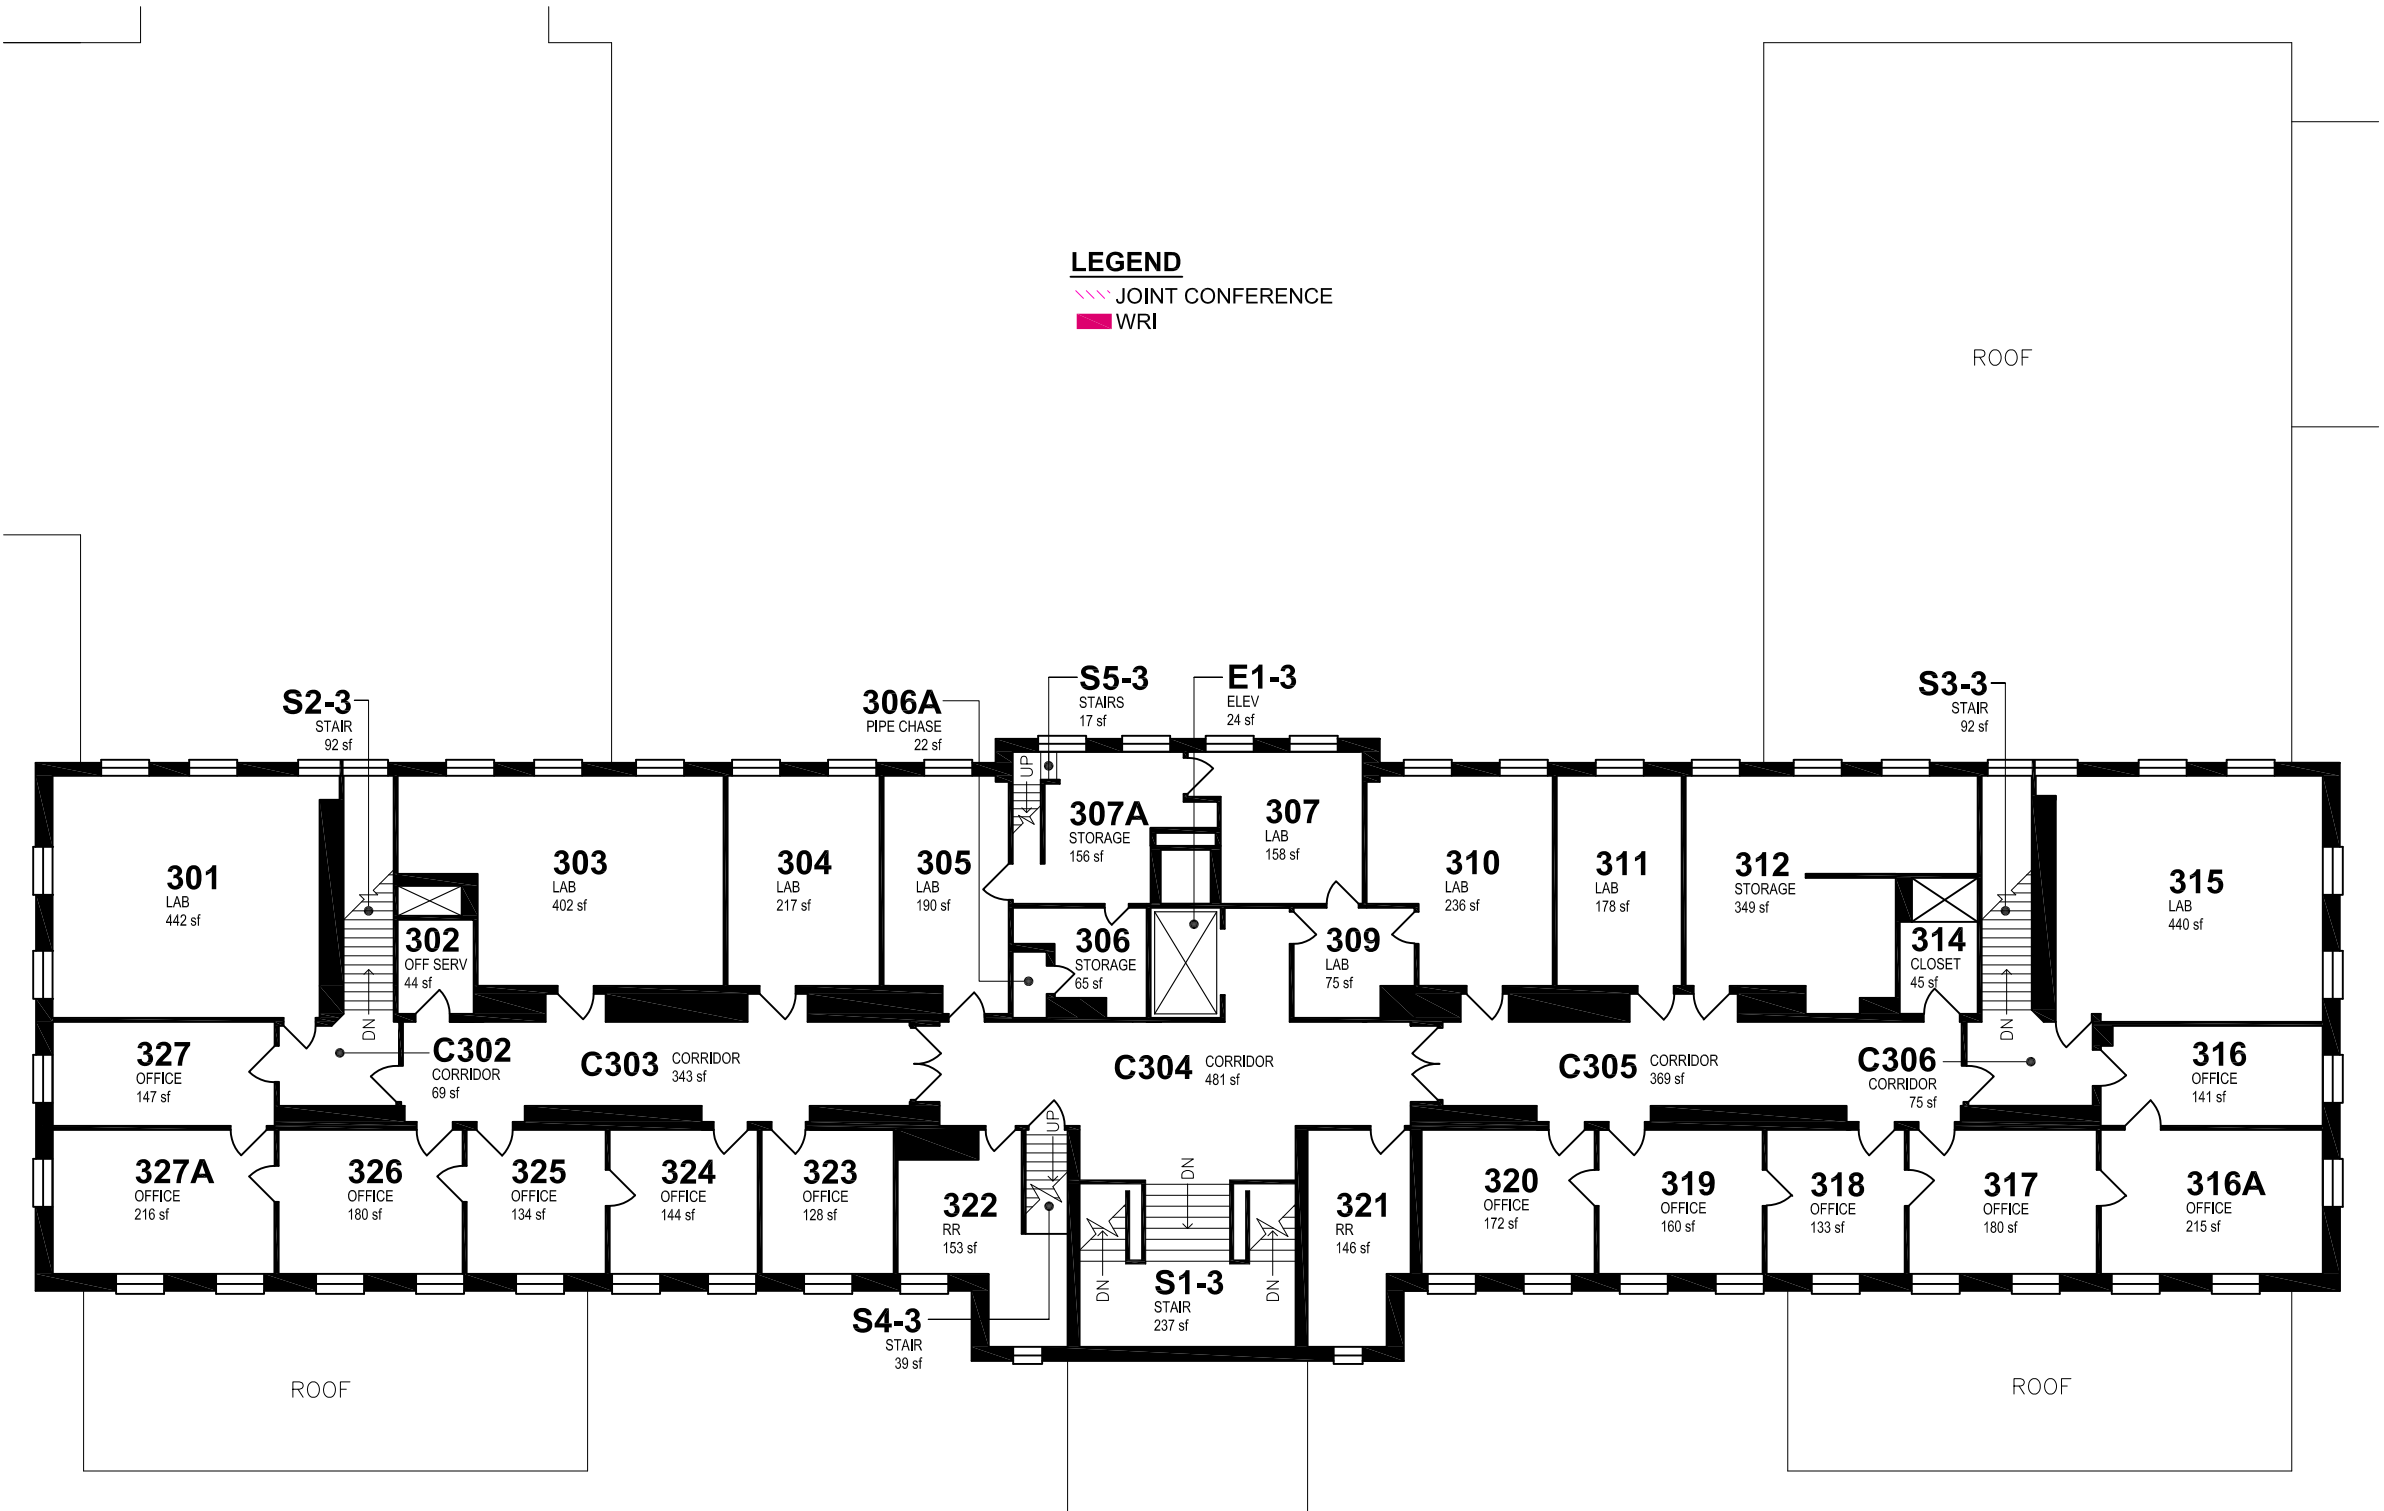 LEGEND
JOINT CONFERENCE
WRI
ROOF
S2-3
STAIR
92 sf
306A
PIPE CHASE
22 sf
S5-3
STAIRS
17 sf
E1-3
ELEV
24 sf
S3-3
STAIR
92 sf
301
LAB
442 sf
303
LAB
402 sf
304
LAB
217 sf
305
LAB
190 sf
UP
307A
STORAGE
156 sf
307
LAB
158 sf
310
LAB
236 sf
311
LAB
178 sf
312
STORAGE
349 sf
315
LAB
440 sf
302
OFF SERV
44 sf
306
STORAGE
65 sf
309
LAB
75 sf
314
CLOSET
45 sf
DN
DN
327
OFFICE
147 sf
C302
CORRIDOR
69 sf
C303
CORRIDOR
343 sf
C304
CORRIDOR
481 sf
C305
CORRIDOR
369 sf
C306
CORRIDOR
75 sf
316
OFFICE
141 sf
327A
OFFICE
216 sf
326
OFFICE
180 sf
325
OFFICE
134 sf
324
OFFICE
144 sf
323
OFFICE
128 sf
322
RR
153 sf
UP
DN
DN
DN
321
RR
146 sf
320
OFFICE
172 sf
319
OFFICE
160 sf
318
OFFICE
133 sf
317
OFFICE
180 sf
316A
OFFICE
215 sf
S1-3
STAIR
237 sf
S4-3
STAIR
39 sf
ROOF
ROOF